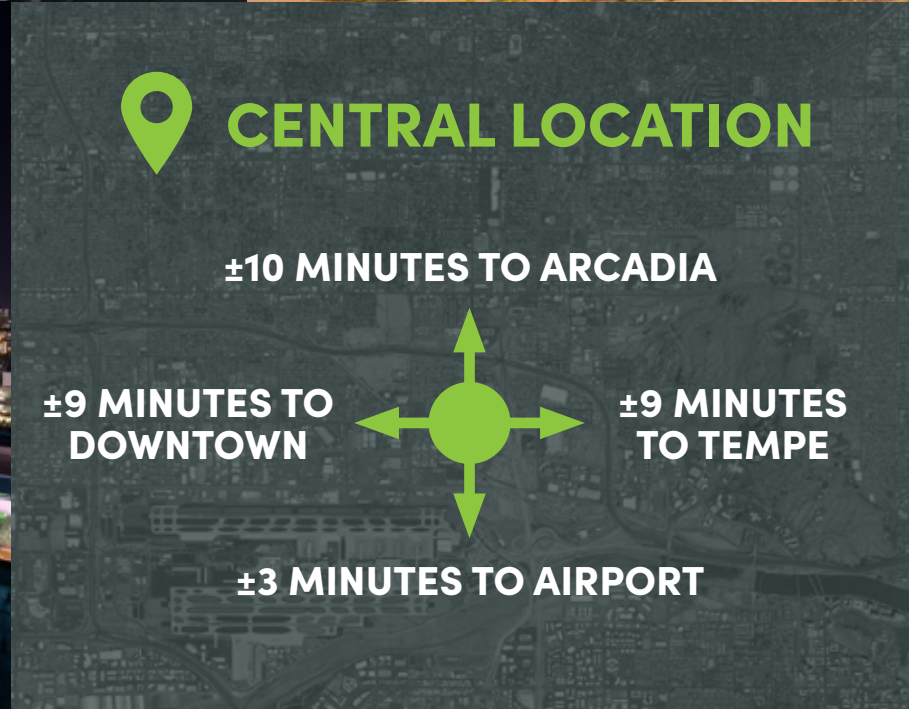 CENTRAL LOCATION
±10 MINUTES TO ARCADIA
±9 MINUTES TO
DOWNTOWN
±9 MINUTES
TO TEMPE
±3 MINUTES TO AIRPORT